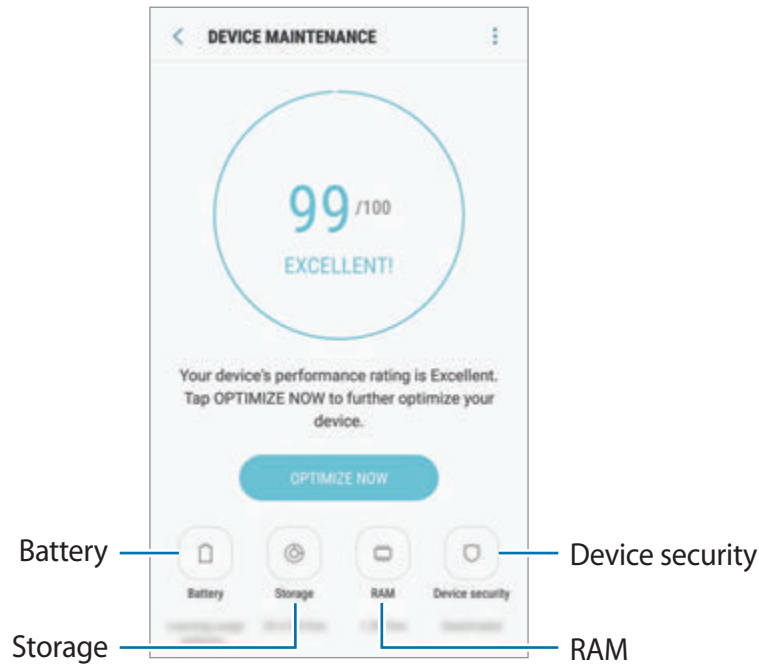 DEVICE MAINTENANCE
99 /100
EXCELLENT!
Your device's performance rating is Excellent.
Tap OPTIMIZE NOW to further optimize your
device.
OPTIMIZE NOW
Battery
Device security
Battery
Storage
RAM
Device security
Storage
RAM